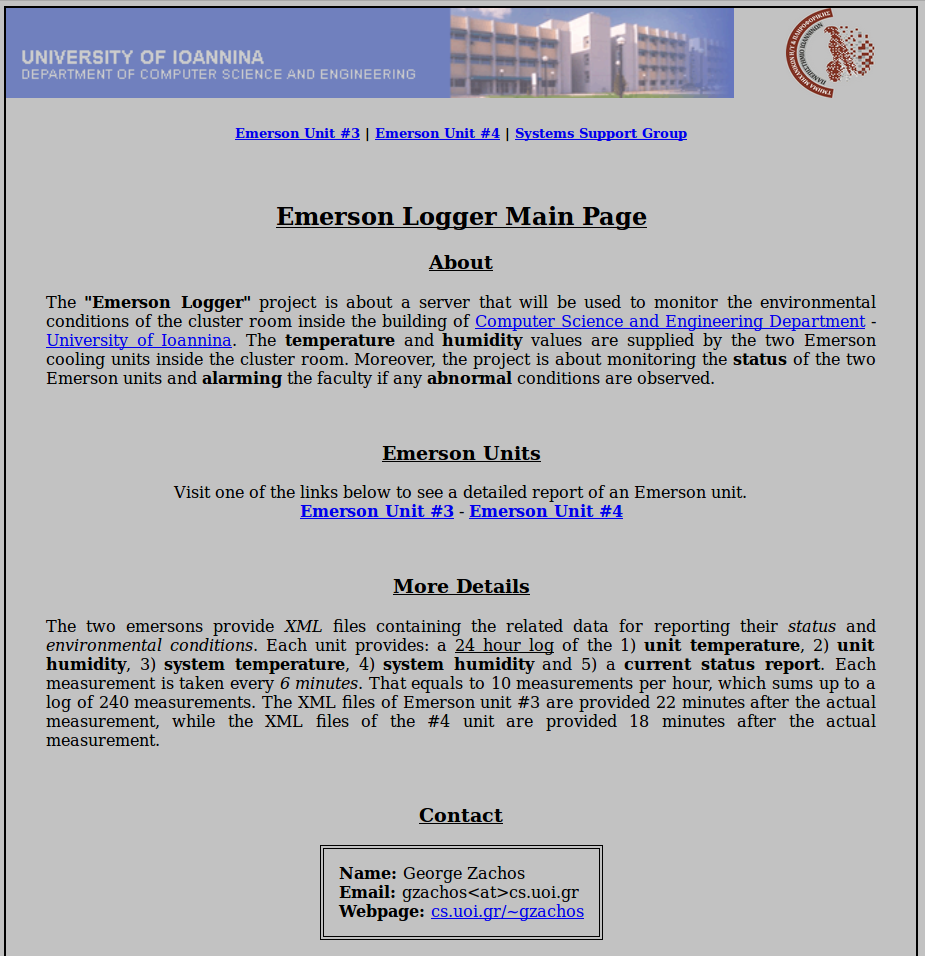 UNIVERSITY OF IOANNINA
DEPARTMENT OF COMPUTER SCIENCE AND ENGINEERING
ΤΜΗΜΑ ΜΗΧΑΝΙΚΩΝ Η/Υ & ΠΛΗΡΟΦΟΡΙΚΗΣ
ΠΑΝΕΠΙΣΤΗΜΙΟ ΙΩΑΝΝΙΝΩΝ
Emerson Unit #3 | Emerson Unit #4 | Systems Support Group
Emerson Logger Main Page
About
The "Emerson Logger" project is about a server that will be used to monitor the environmental
conditions of the cluster room inside the building of Computer Science and Engineering Department -
University of Ioannina. The temperature and humidity values are supplied by the two Emerson
cooling units inside the cluster room. Moreover, the project is about monitoring the status of the two
Emerson units and alarming the faculty if any abnormal conditions are observed.
Emerson Units
Visit one of the links below to see a detailed report of an Emerson unit.
Emerson Unit #3 - Emerson Unit #4
More Details
The two emersons provide XML files containing the related data for reporting their status and
environmental conditions. Each unit provides: a 24 hour log of the 1) unit temperature, 2) unit
humidity, 3) system temperature, 4) system humidity and 5) a current status report. Each
measurement is taken every 6 minutes. That equals to 10 measurements per hour, which sums up to a
log of 240 measurements. The XML files of Emerson unit #3 are provided 22 minutes after the actual
measurement, while the XML files of the #4 unit are provided 18 minutes after the actual
measurement.
Contact
Name: George Zachos
Email: gzachos<at>cs.uoi.gr
Webpage: cs.uoi.gr/~gzachos